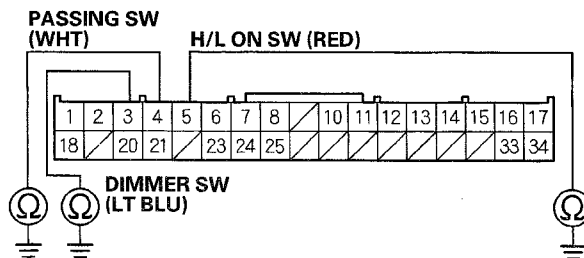 PASSING SW
(WHT)
H/L ON SW (RED)
1 2 3 4 5 6 7 8 10 11 12 13 14 15 16 17
18 20 21 23 24 25 33 34
DIMMER SW
(LT BLU)
Ω Ω Ω